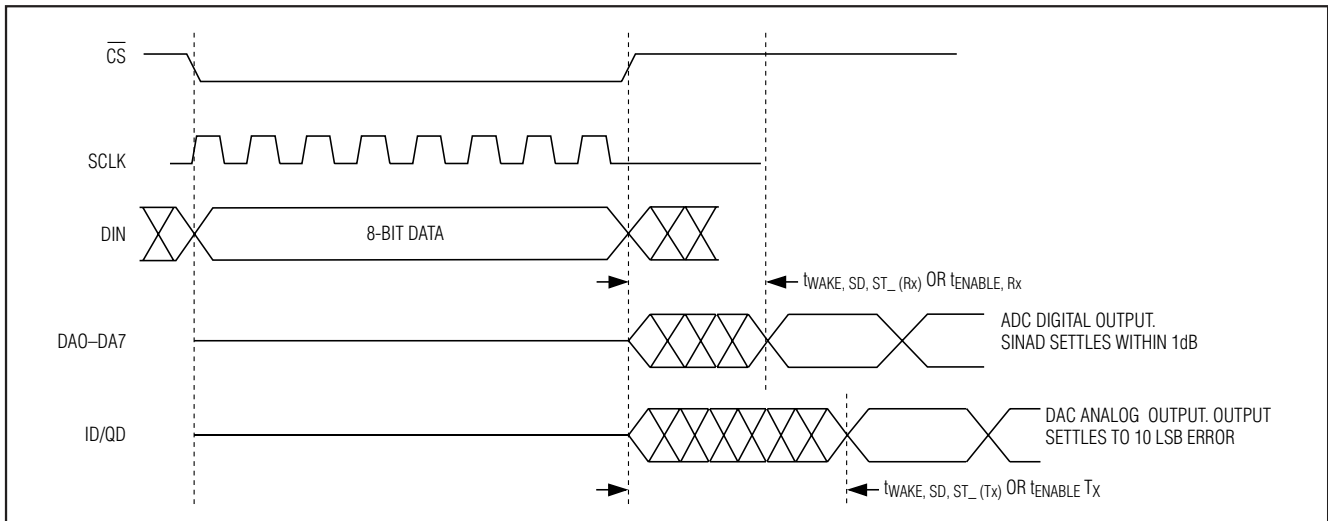 CS
SCLK
DIN
8-BIT DATA
tWAKE, SD, ST_ (Rx) OR tENABLE, Rx
DA0–DA7
ADC DIGITAL OUTPUT.
SINAD SETTLES WITHIN 1dB
ID/QD
DAC ANALOG OUTPUT. OUTPUT
SETTLES TO 10 LSB ERROR
tWAKE, SD, ST_ (Tx) OR tENABLE TX